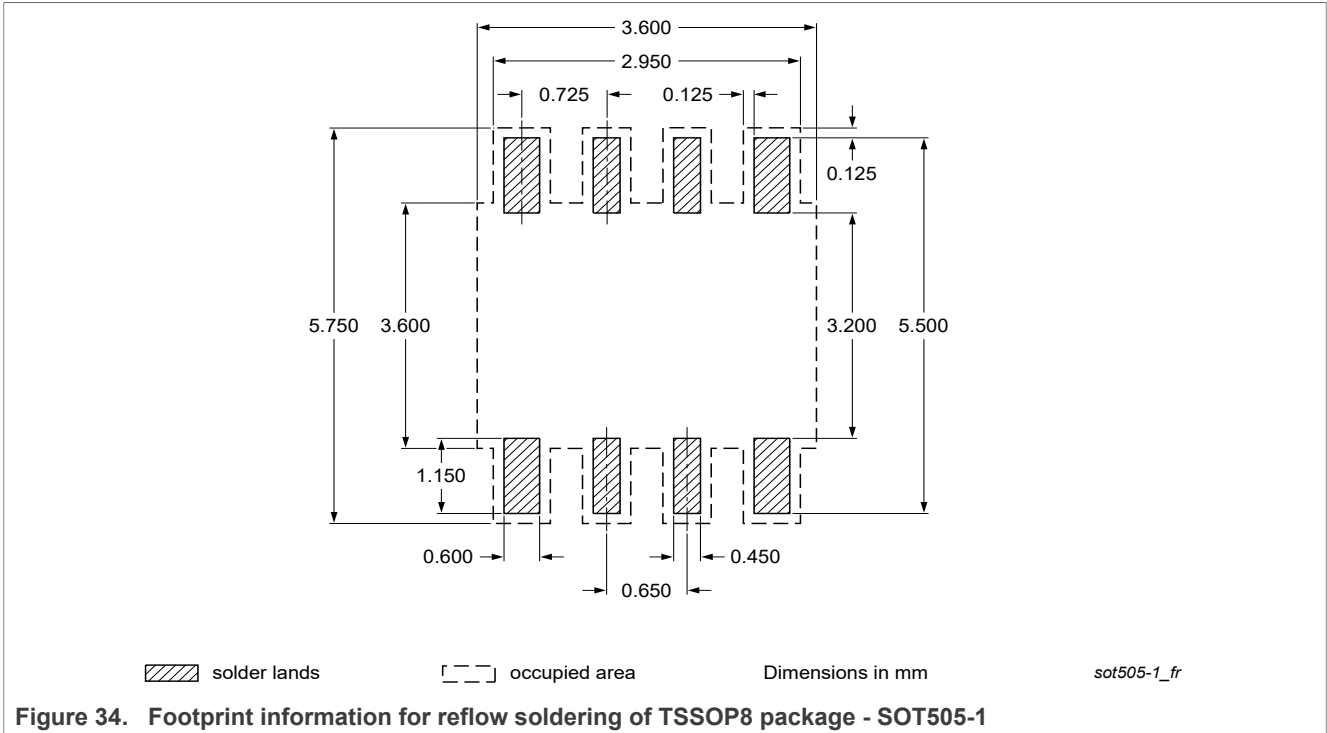 3.600
2.950
0.725
0.125
0.125
5.750
3.600
3.200
5.500
1.150
0.600
0.450
0.650
solder lands
occupied area
Dimensions in mm
sot505-1_fr
Figure 34. Footprint information for reflow soldering of TSSOP8 package - SOT505-1